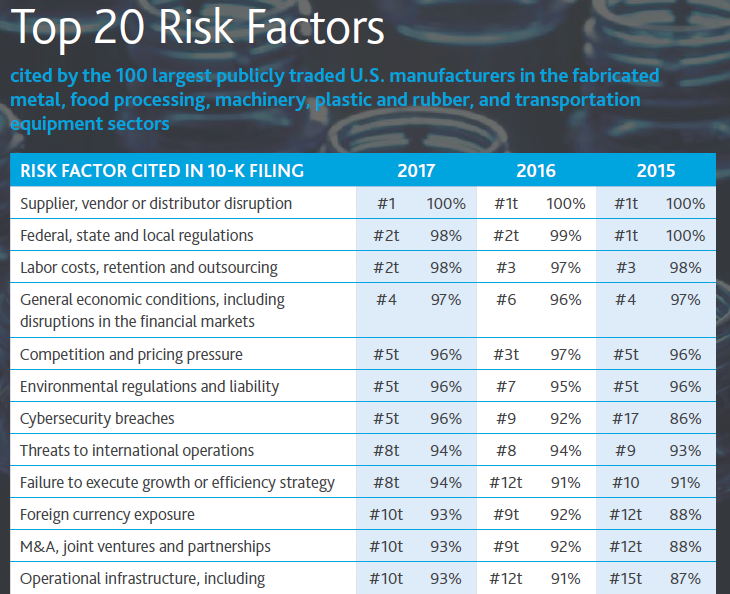 Top 20 Risk Factors
cited by the 100 largest publicly traded U.S. manufacturers in the fabricated
metal, food processing, machinery, plastic and rubber, and transportation
equipment sectors
RISK FACTOR CITED IN 10-K FILING 2017 2016 2015
Supplier, vendor or distributor disruption #1 100% #1t 100% #1t 100%
Federal, state and local regulations #2t 98% #2t 99% #1t 100%
Labor costs, retention and outsourcing #2t 98% #3 97% #3 98%
General economic conditions, including #4 97% #6 96% #4 97%
disruptions in the financial markets
Competition and pricing pressure #5t 96% #3t 97% #5t 96%
Environmental regulations and liability #5t 96% #7 95% #5t 96%
Cybersecurity breaches #5t 96% #9 92% #17 86%
Threats to international operations #8t 94% #8 94% #9 93%
Failure to execute growth or efficiency strategy #8t 94% #12t 91% #10 91%
Foreign currency exposure #10t 93% #9t 92% #12t 88%
M&A, joint ventures and partnerships #10t 93% #9t 92% #12t 88%
Operational infrastructure, including #10t 93% #12t 91% #15t 87%